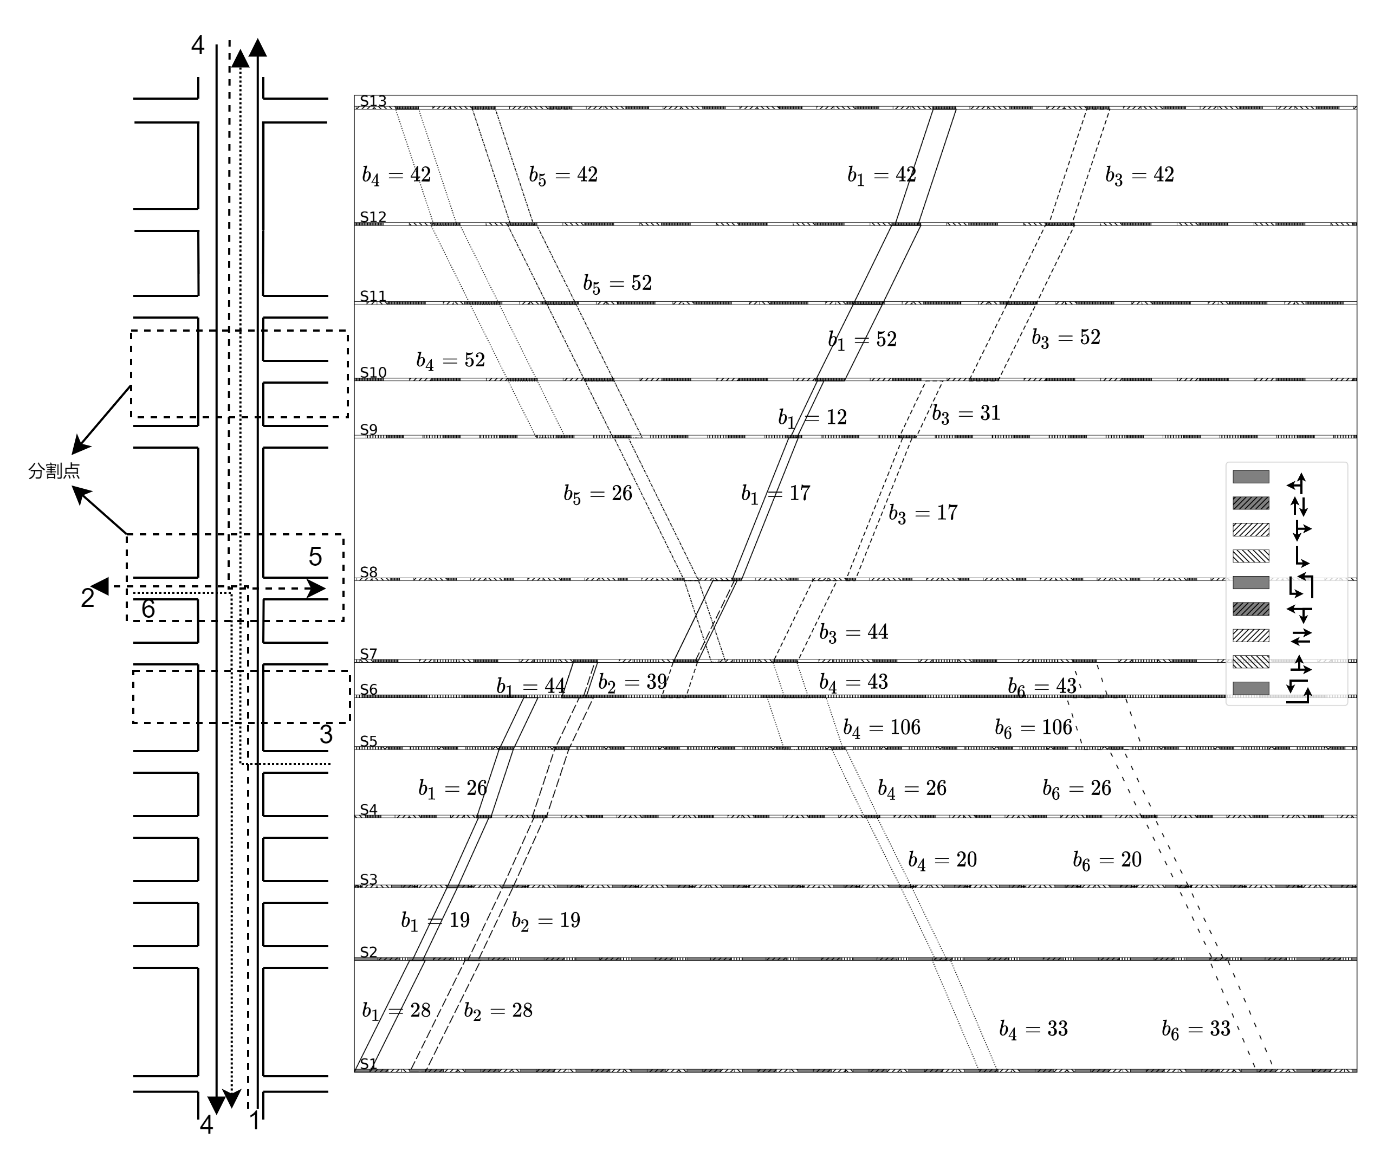 4
S13
b4 = 42
b5 = 42
b1 = 42
b3 = 42
S12
b5 = 52
S11
b1 = 52
b3 = 52
b4 = 52
S10
b3 = 31
b1 = 12
S9
分割点
b5 = 26
b1 = 17
b3 = 17
5
S8
2
6
b3 = 44
S7
b1 = 44
b2 = 39
b4 = 43
b6 = 43
S6
3
b4 = 106
b6 = 106
S5
b1 = 26
b4 = 26
b6 = 26
S4
b4 = 20
b6 = 20
S3
b1 = 19
b2 = 19
S2
b1 = 28
b2 = 28
b4 = 33
b6 = 33
S1
4
1